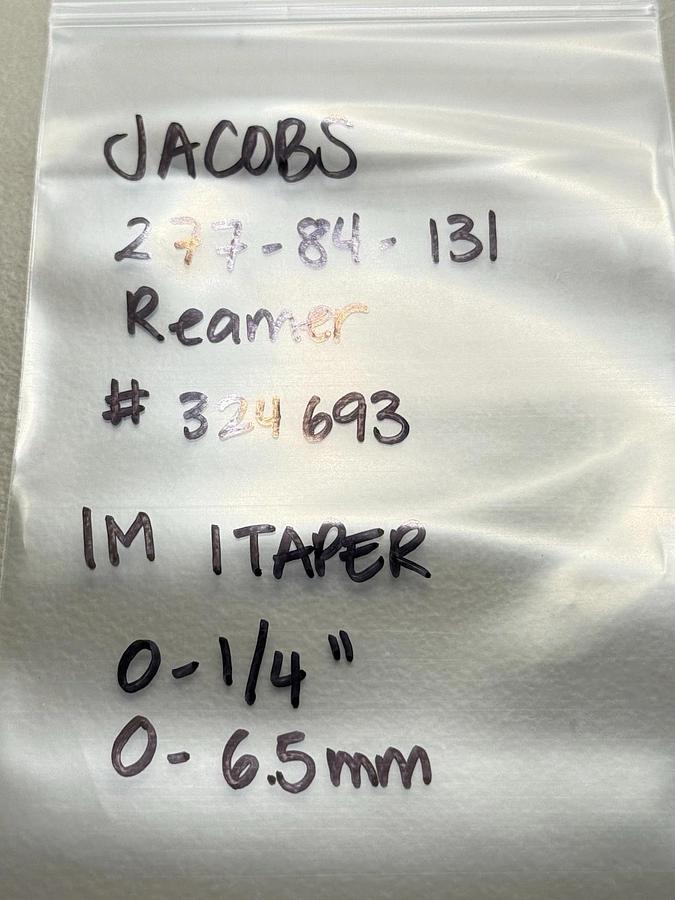 JACOBS
277-84-131
Reamer
# 324693
1M 1TAPER
0-1/4"
0-6.5mm